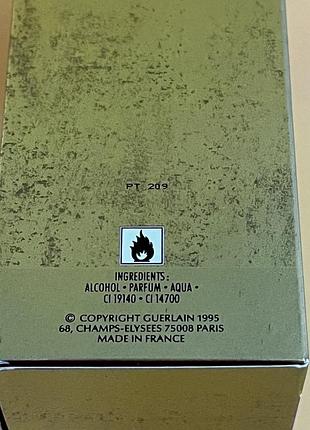 PT 209
INGREDIENTS :
ALCOHOL • PARFUM • AQUA •
CI 19140 • CI 14700
© COPYRIGHT GUERLAIN 1995
68, CHAMPS-ELYSEES 75008 PARIS
MADE IN FRANCE